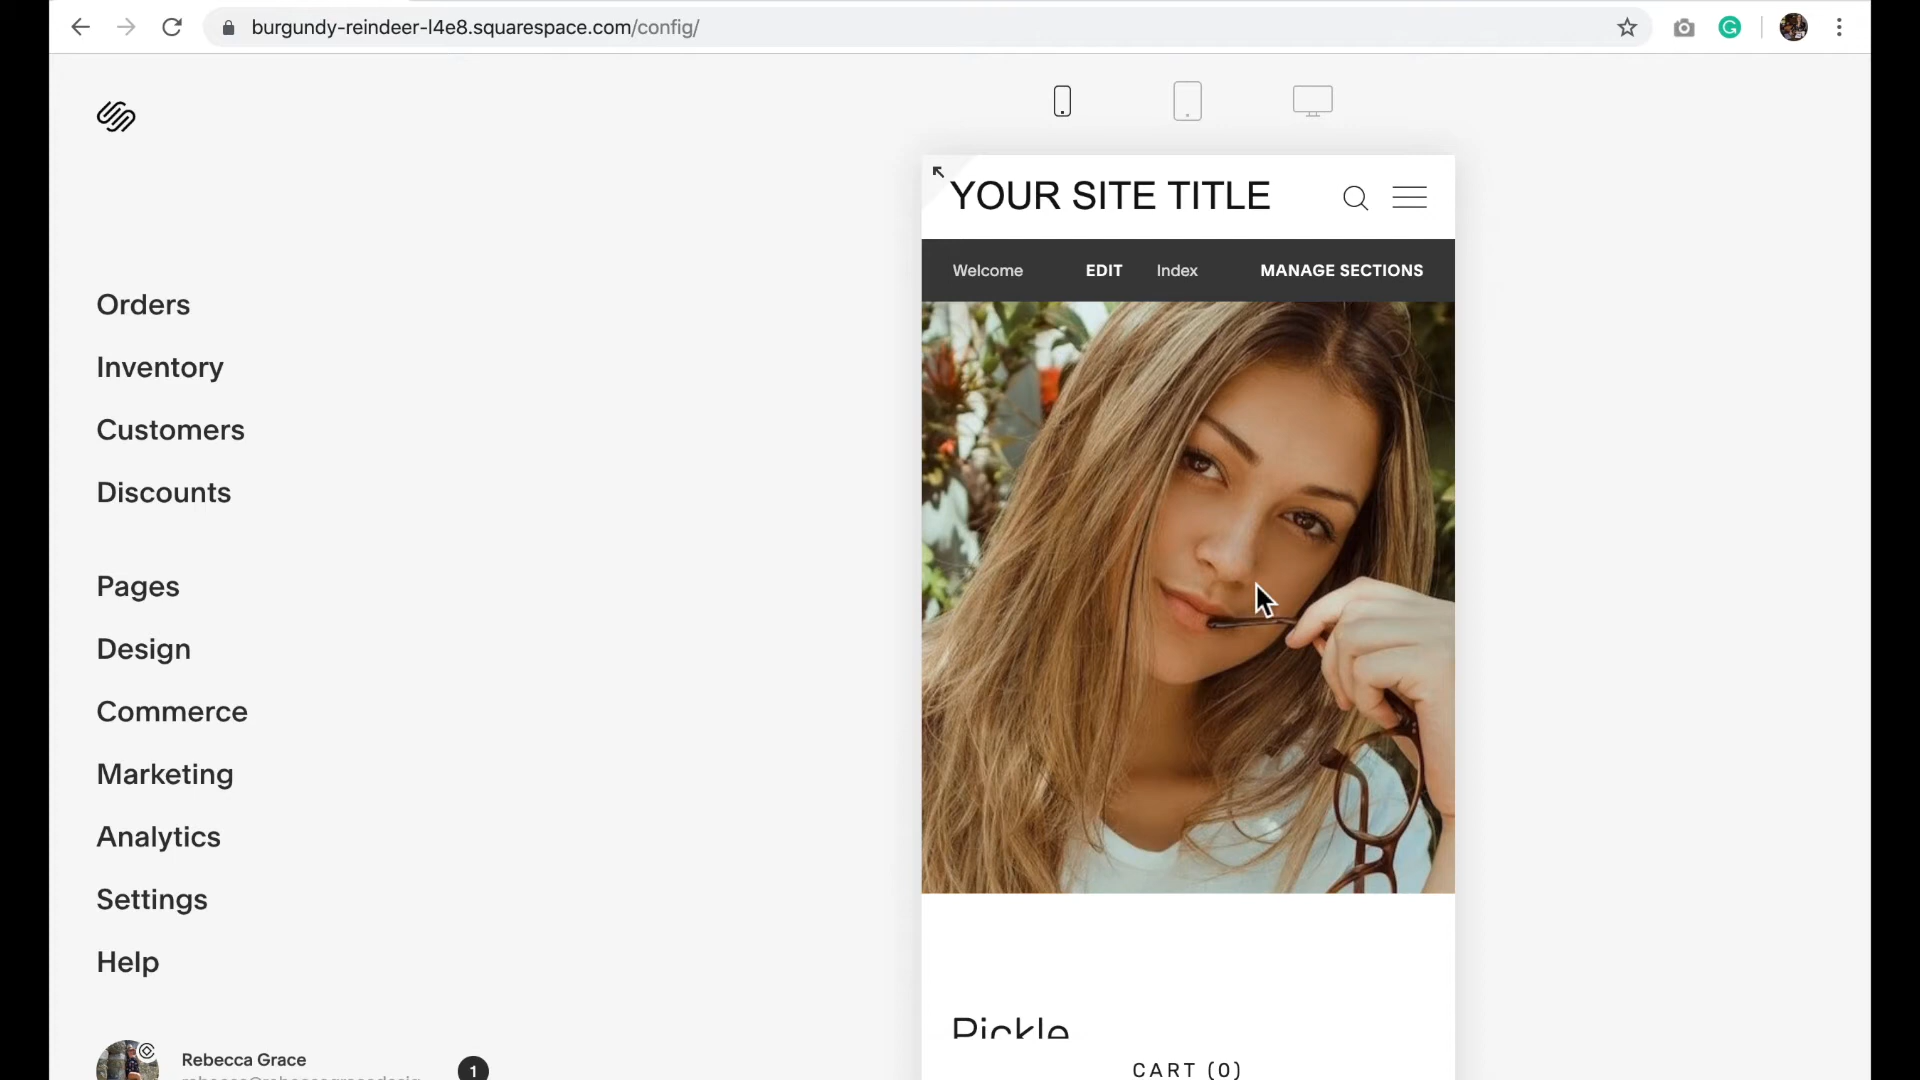 burgundy-reindeer-l4e8.squarespace.com/config/
YOUR SITE TITLE
Welcome EDIT Index MANAGE SECTIONS
Orders
Inventory
Customers
Discounts
Pages
Design
Commerce
Marketing
Analytics
Settings
Help
Pickle
CART (0)
Rebecca Grace
1